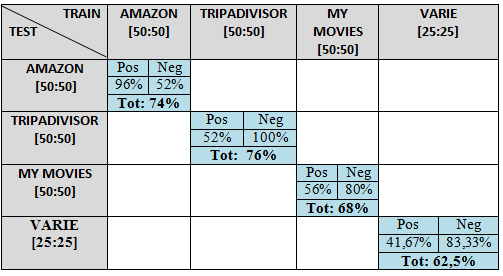 TRAIN
TEST
AMAZON
[50:50]
TRIPADIVISOR
[50:50]
MY
MOVIES
[50:50]
VARIE
[25:25]
AMAZON
[50:50]
Pos Neg
96% 52%
Tot: 74%
TRIPADIVISOR
[50:50]
Pos Neg
52% 100%
Tot: 76%
MY MOVIES
[50:50]
Pos Neg
56% 80%
Tot: 68%
VARIE
[25:25]
Pos Neg
41,67% 83,33%
Tot: 62,5%